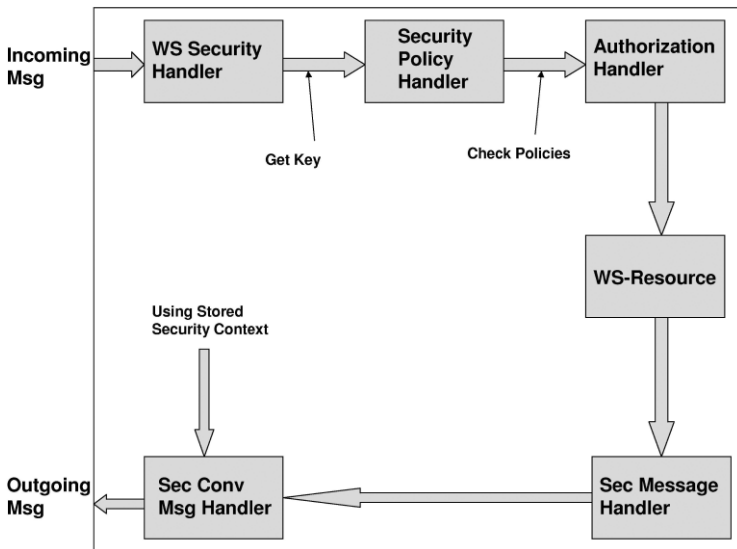 Incoming
Msg
WS Security
Handler
Security
Policy
Handler
Authorization
Handler
Get Key
Check Policies
WS-Resource
Using Stored
Security Context
Outgoing
Msg
Sec Conv
Msg Handler
Sec Message
Handler